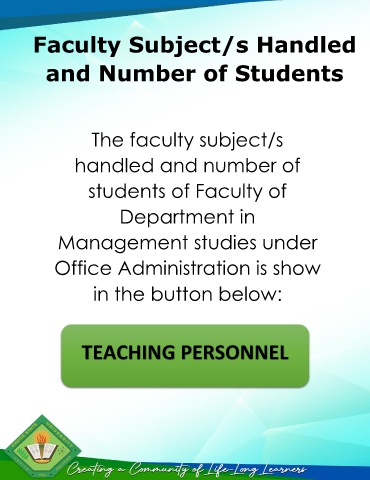 Faculty Subject/s Handled
and Number of Students
The faculty subject/s
handled and number of
students of Faculty of
Department in
Management studies under
Office Administration is show
in the button below:
TEACHING PERSONNEL
Creating a Community of Life-Long Learners